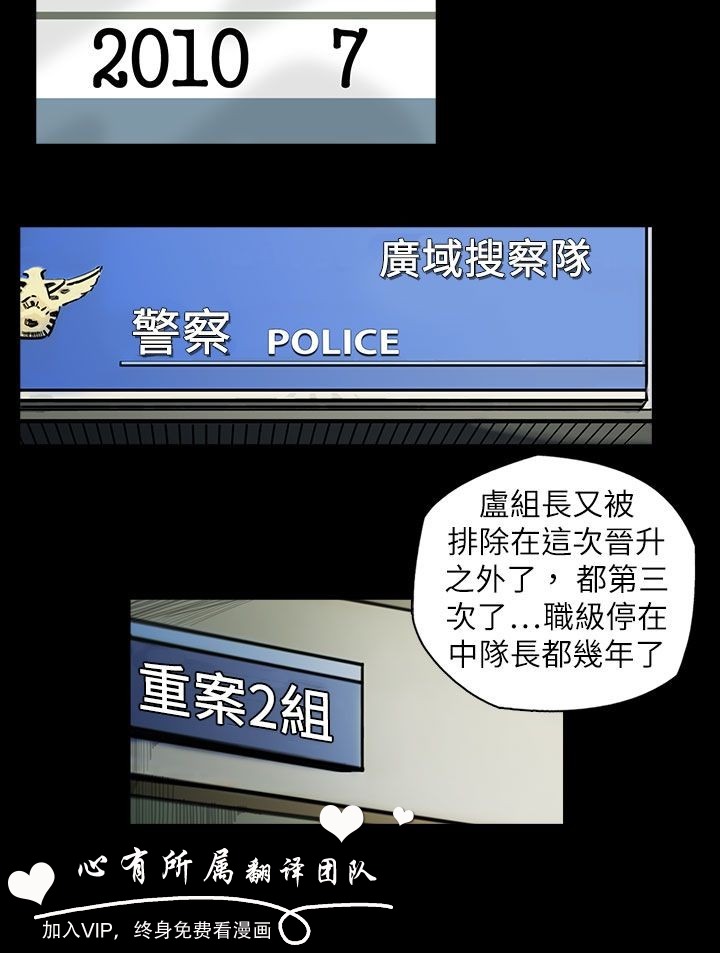 2010 7
廣域搜察隊
警察 POLICE
盧組長又被
排除在這次晉升
之外了， 都第三
次了...職級停在
中隊長都幾年了
重案2組
心有所属翻译团队
加入VIP，终身免费看漫画